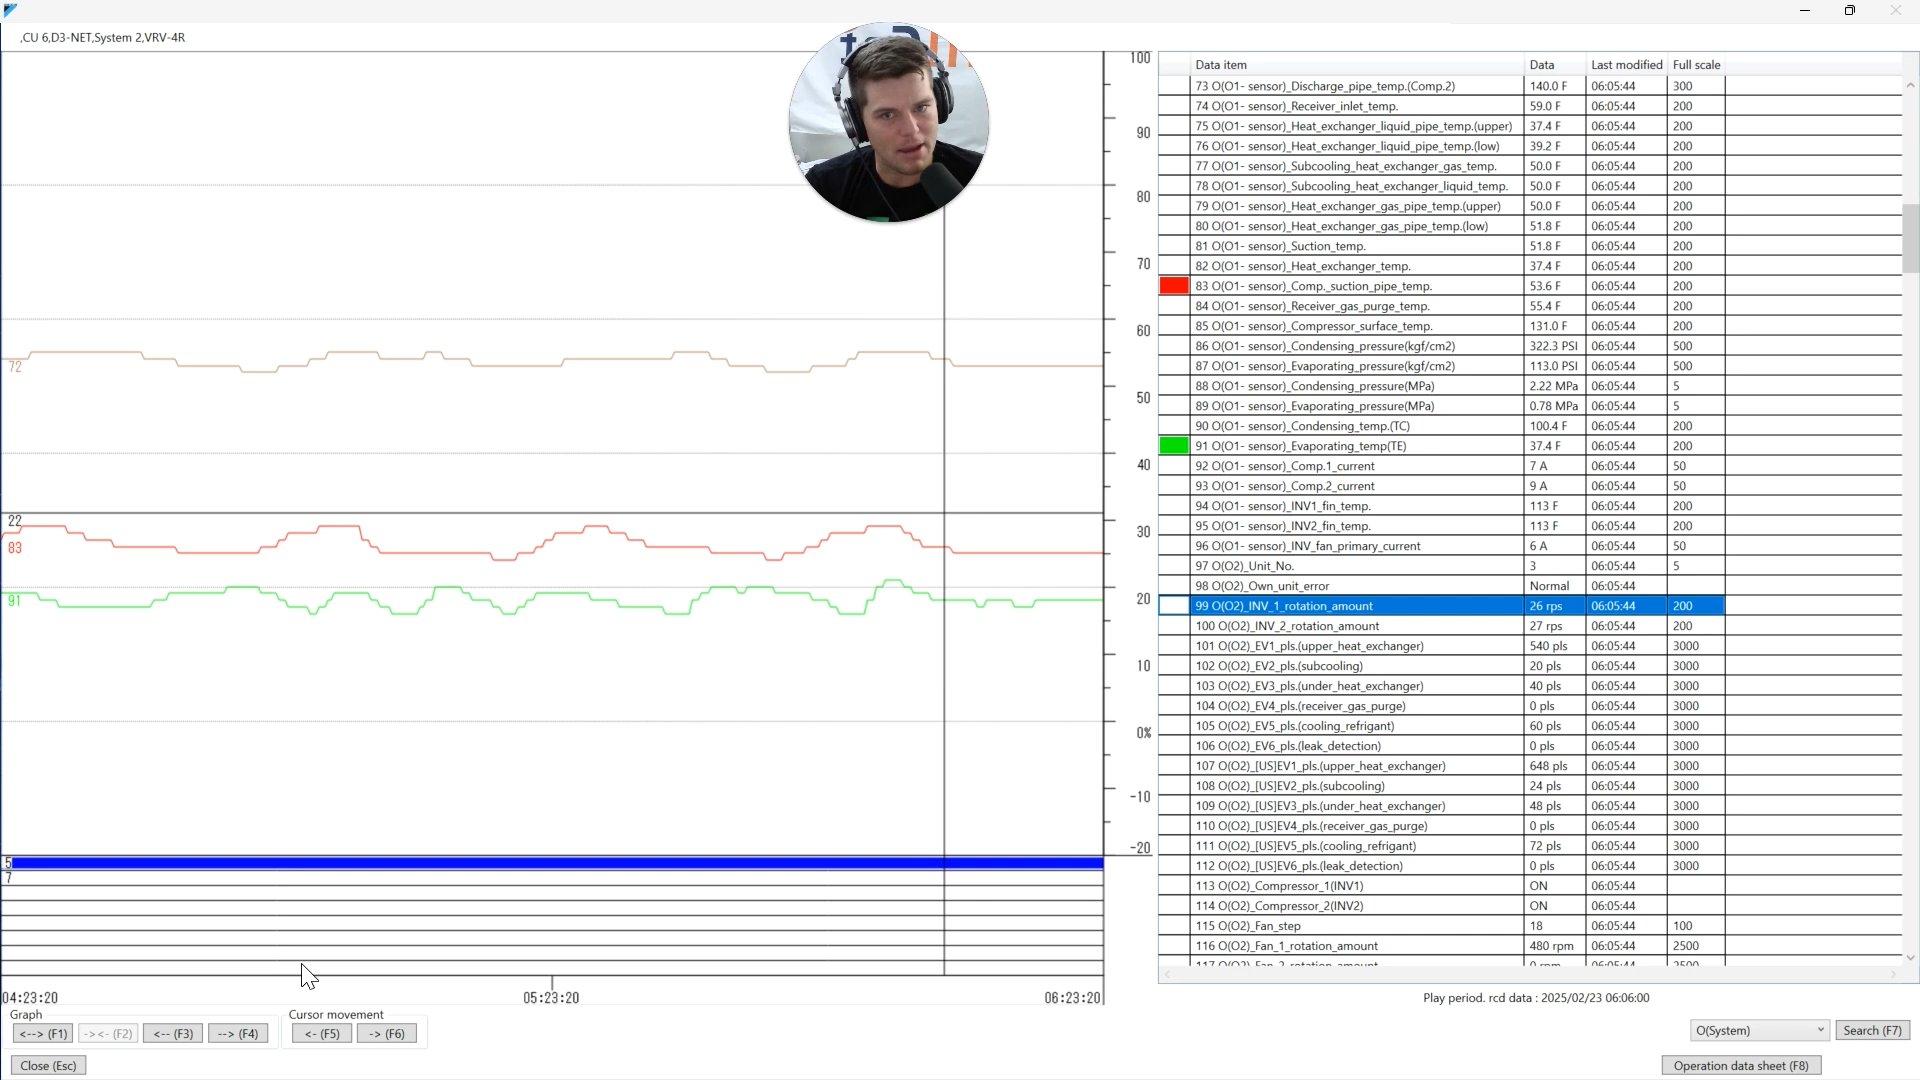 ,CU 6,D3-NET,System 2,VRV-4R
Data item Data Last modified Full scale
73 O(O1- sensor)_Discharge_pipe_temp.(Comp.2) 140.0 F 06:05:44 300
74 O(O1- sensor)_Receiver_inlet_temp. 59.0 F 06:05:44 200
75 O(O1- sensor)_Heat_exchanger_liquid_pipe_temp.(upper) 37.4 F 06:05:44 200
76 O(O1- sensor)_Heat_exchanger_liquid_pipe_temp.(low) 39.2 F 06:05:44 200
77 O(O1- sensor)_Subcooling_heat_exchanger_gas_temp. 50.0 F 06:05:44 200
78 O(O1- sensor)_Subcooling_heat_exchanger_liquid_temp. 50.0 F 06:05:44 200
79 O(O1- sensor)_Heat_exchanger_gas_pipe_temp.(upper) 50.0 F 06:05:44 200
80 O(O1- sensor)_Heat_exchanger_gas_pipe_temp.(low) 51.8 F 06:05:44 200
81 O(O1- sensor)_Suction_temp. 51.8 F 06:05:44 200
82 O(O1- sensor)_Heat_exchanger_temp. 37.4 F 06:05:44 200
83 O(O1- sensor)_Comp._suction_pipe_temp. 53.6 F 06:05:44 200
84 O(O1- sensor)_Receiver_gas_purge_temp. 55.4 F 06:05:44 200
85 O(O1- sensor)_Compressor_surface_temp. 131.0 F 06:05:44 200
86 O(O1- sensor)_Condensing_pressure(kgf/cm2) 322.3 PSI 06:05:44 500
87 O(O1- sensor)_Evaporating_pressure(kgf/cm2) 113.0 PSI 06:05:44 500
88 O(O1- sensor)_Condensing_pressure(MPa) 2.22 MPa 06:05:44 5
89 O(O1- sensor)_Evaporating_pressure(MPa) 0.78 MPa 06:05:44 5
90 O(O1- sensor)_Condensing_temp.(TC) 100.4 F 06:05:44 200
91 O(O1- sensor)_Evaporating_temp(TE) 37.4 F 06:05:44 200
92 O(O1- sensor)_Comp.1_current 7 A 06:05:44 50
93 O(O1- sensor)_Comp.2_current 9 A 06:05:44 50
94 O(O1- sensor)_INV1_fin_temp. 113 F 06:05:44 200
95 O(O1- sensor)_INV2_fin_temp. 113 F 06:05:44 200
96 O(O1- sensor)_INV_fan_primary_current 6 A 06:05:44 50
97 O(O2)_Unit_No. 3 06:05:44 5
98 O(O2)_Own_unit_error Normal 06:05:44
99 O(O2)_INV_1_rotation_amount 26 rps 06:05:44 200
100 O(O2)_INV_2_rotation_amount 27 rps 06:05:44 200
101 O(O2)_EV1_pls.(upper_heat_exchanger) 540 pls 06:05:44 3000
102 O(O2)_EV2_pls.(subcooling) 20 pls 06:05:44 3000
103 O(O2)_EV3_pls.(under_heat_exchanger) 40 pls 06:05:44 3000
104 O(O2)_EV4_pls.(receiver_gas_purge) 0 pls 06:05:44 3000
105 O(O2)_EV5_pls.(cooling_refrigant) 60 pls 06:05:44 3000
106 O(O2)_EV6_pls.(leak_detection) 0 pls 06:05:44 3000
107 O(O2)_[US]EV1_pls.(upper_heat_exchanger) 648 pls 06:05:44 3000
108 O(O2)_[US]EV2_pls.(subcooling) 24 pls 06:05:44 3000
109 O(O2)_[US]EV3_pls.(under_heat_exchanger) 48 pls 06:05:44 3000
110 O(O2)_[US]EV4_pls.(receiver_gas_purge) 0 pls 06:05:44 3000
111 O(O2)_[US]EV5_pls.(cooling_refrigant) 72 pls 06:05:44 3000
112 O(O2)_[US]EV6_pls.(leak_detection) 0 pls 06:05:44 3000
113 O(O2)_Compressor_1(INV1) ON 06:05:44
114 O(O2)_Compressor_2(INV2) ON 06:05:44
115 O(O2)_Fan_step 18 06:05:44 100
116 O(O2)_Fan_1_rotation_amount 480 rpm 06:05:44 2500
117 O(O2)_Fan_2_rotation_amount 0 rpm 06:05:44 2500
100
90
80
70
60
50
40
30
20
10
0%
-10
-20
72
22
83
91
5
7
04:23:20 05:23:20 06:23:20
Play period. rcd data : 2025/02/23 06:06:00
Graph Cursor movement
<--> (F1) -><- (F2) <-- (F3) --> (F4) <- (F5) -> (F6)
O(System) Search (F7)
Close (Esc) Operation data sheet (F8)